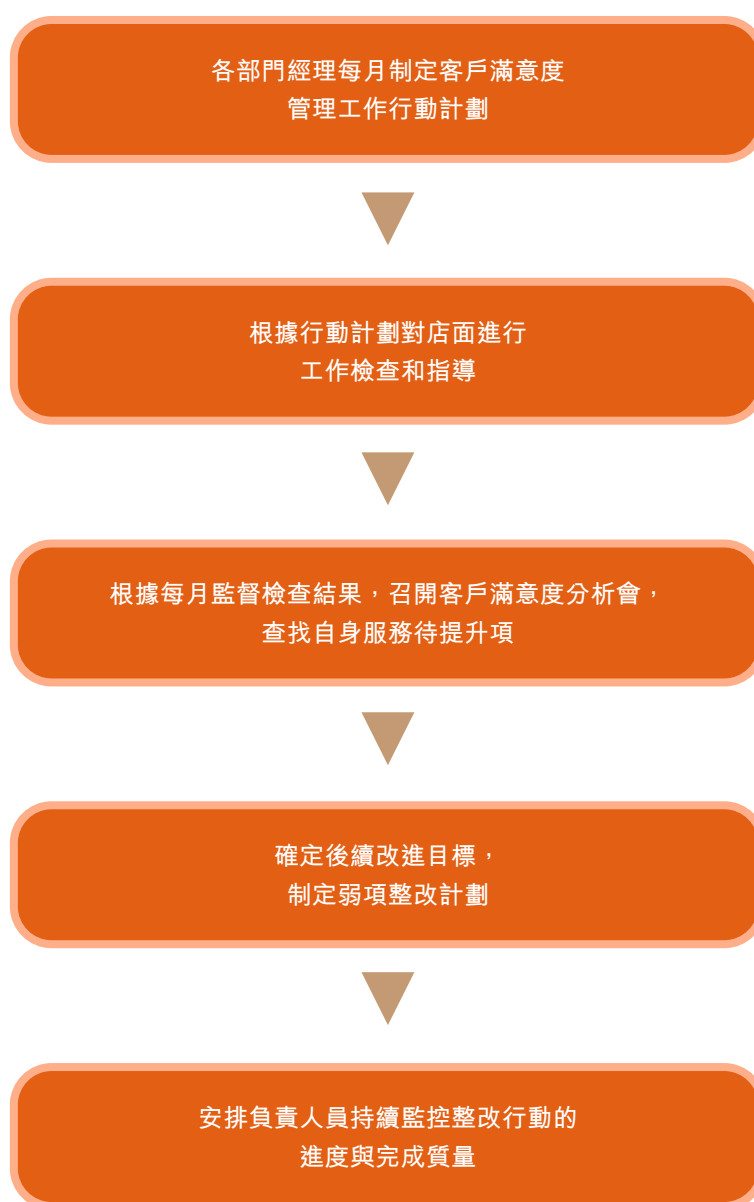 各部門經理每月制定客戶滿意度
管理工作行動計劃
根據行動計劃對店面進行
工作檢查和指導
根據每月監督檢查結果，召開客戶滿意度分析會，
查找自身服務待提升項
確定後續改進目標，
制定弱項整改計劃
安排負責人員持續監控整改行動的
進度與完成質量